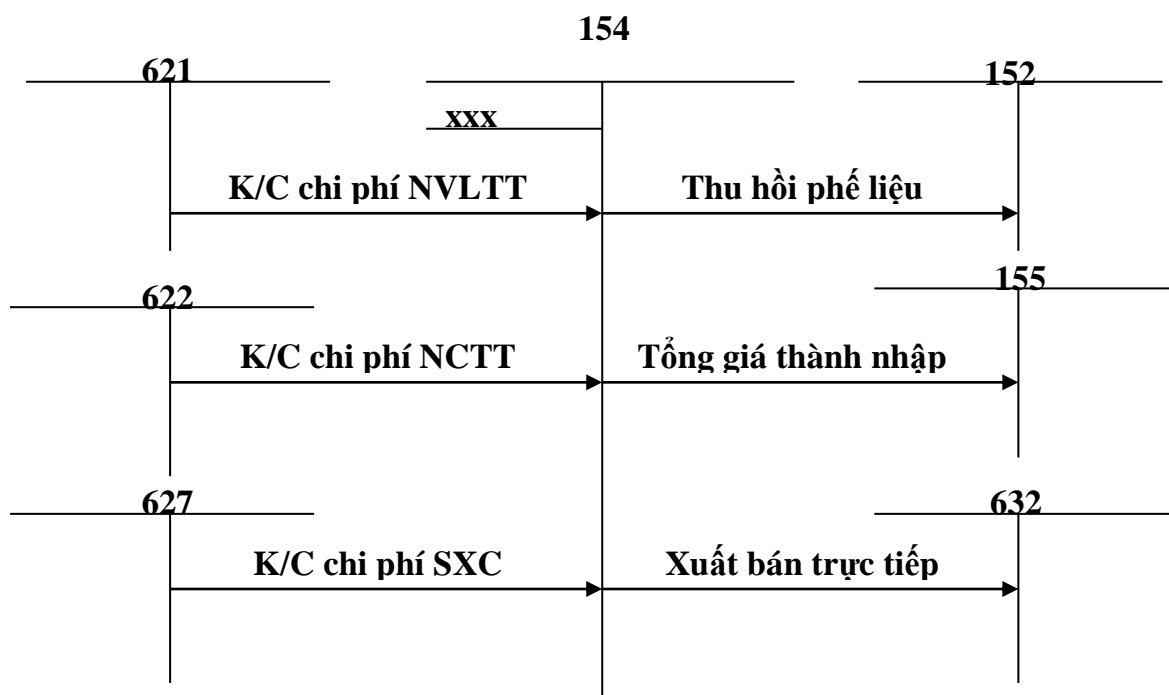 154
621
152
xxx
K/C chi phí NVLTT
Thu hồi phế liệu
155
622
K/C chi phí NCTT
Tổng giá thành nhập
627
632
K/C chi phí SXC
Xuất bán trực tiếp